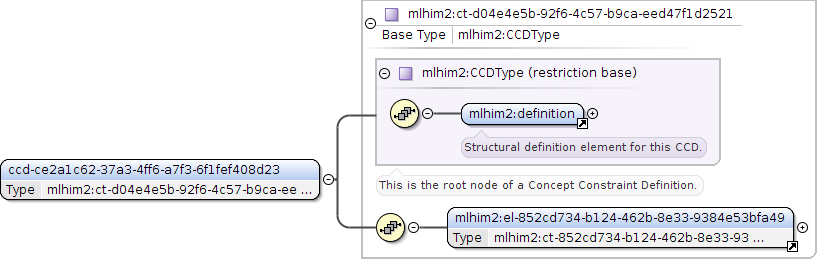 mlhim2:ct-d04e4e5b-92f6-4c57-b9ca-eed47f1d2521
Base Type mlhim2:CCDType
mlhim2:CCDType (restriction base)
mlhim2:definition
Structural definition element for this CCD.
This is the root node of a Concept Constraint Definition.
ccd-ce2a1c62-37a3-4ff6-a7f3-6f1fef408d23
Type mlhim2:ct-d04e4e5b-92f6-4c57-b9ca-ee ...
mlhim2:el-852cd734-b124-462b-8e33-9384e53bfa49
Type mlhim2:ct-852cd734-b124-462b-8e33-93 ...